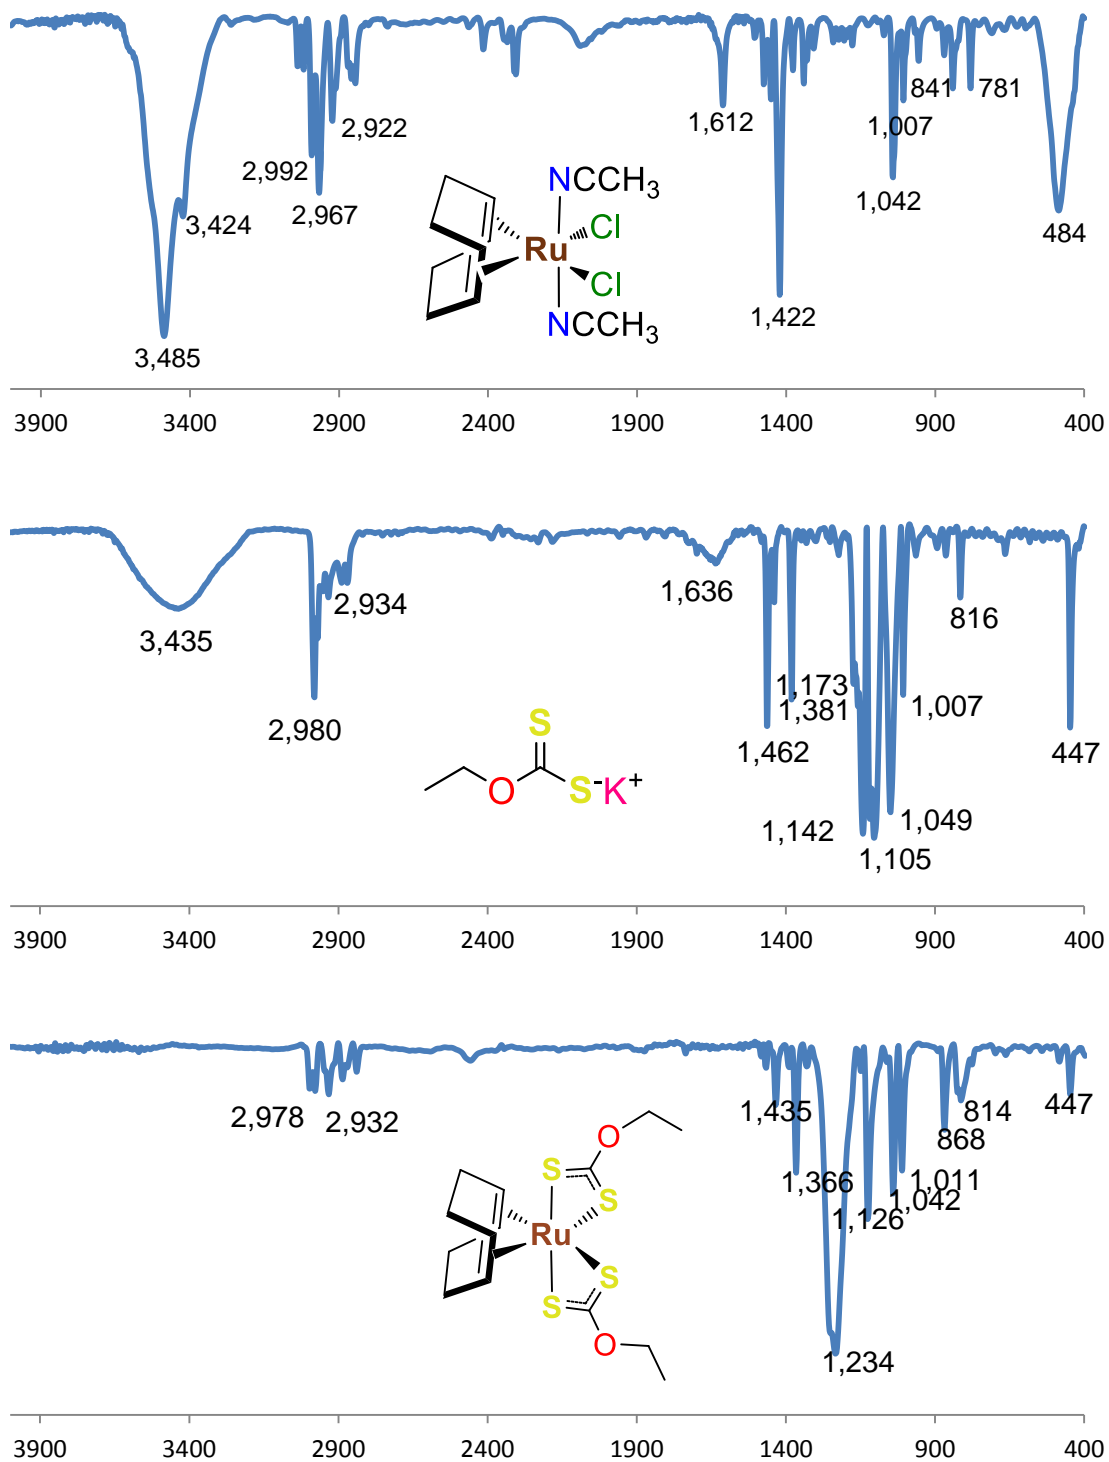 2,992
3,424
2,967
2,922
3,485
1,612
1,422
1,007
1,042
841
781
484
NCCH3
Cl
Ru
Cl
NCCH3
3900 3400 2900 2400 1900 1400 900 400
3,435
2,980
2,934
1,636
1,173
1,381
1,462
1,142
1,105
1,049
1,007
816
447
S
O S-K+
3900 3400 2900 2400 1900 1400 900 400
2,978
2,932
1,435
1,366
1,234
1,126
1,042
1,011
868
814
447
O
S
S
Ru
S
S
O
3900 3400 2900 2400 1900 1400 900 400